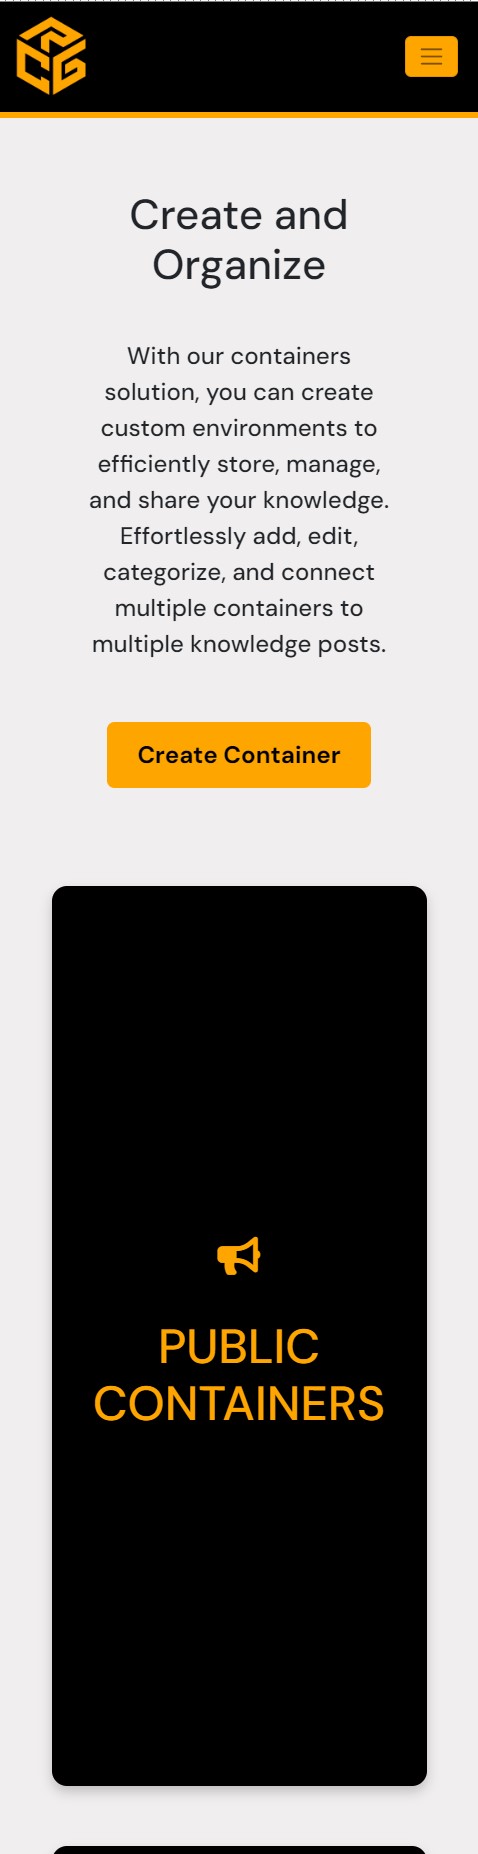 Create and
Organize
With our containers
solution, you can create
custom environments to
efficiently store, manage,
and share your knowledge.
Effortlessly add, edit,
categorize, and connect
multiple containers to
multiple knowledge posts.
Create Container
PUBLIC
CONTAINERS